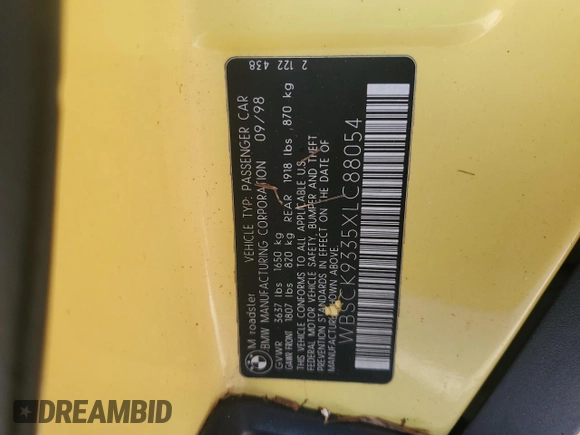 M roadster VEHICLE TYP: PASSENGER CAR
BMW MANUFACTURING CORPORATION 09/98
GVWR 3637 lbs 1650 kg
GAWR FRONT 1807 lbs 820 kg REAR 1918 lbs 870 kg
THIS VEHICLE CONFORMS TO ALL APPLICABLE U.S.
FEDERAL MOTOR VEHICLE SAFETY, BUMPER AND THEFT
PREVENTION STANDARDS IN EFFECT ON THE DATE OF
MANUFACTURE SHOWN ABOVE.
WBSCK9335XLC88054
2 122 438
DREAMBID